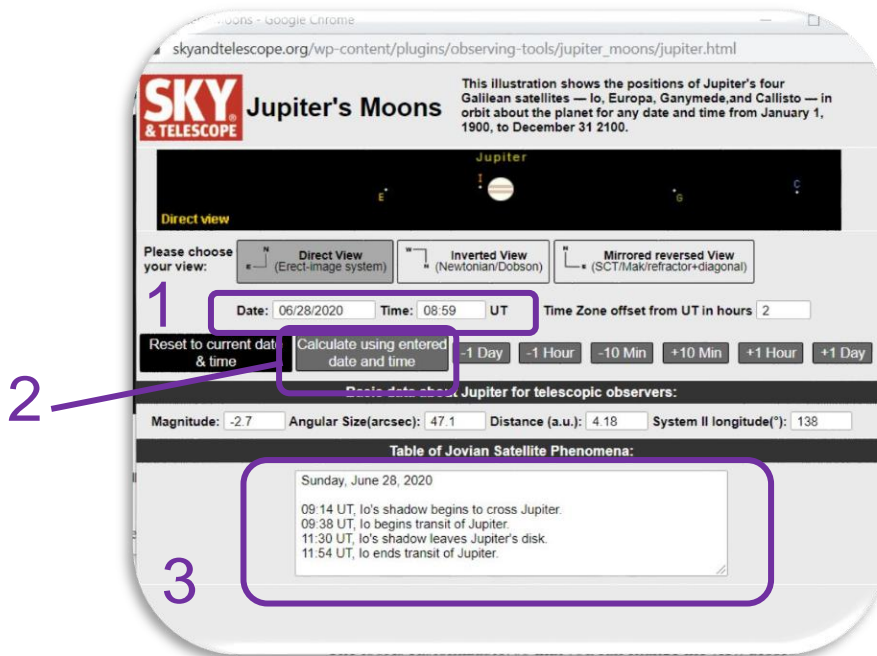 Moons - Google Chrome
skyandtelescope.org/wp-content/plugins/observing-tools/jupiter_moons/jupiter.html
SKY
& TELESCOPE
Jupiter's Moons
This illustration shows the positions of Jupiter's four
Galilean satellites — Io, Europa, Ganymede,and Callisto — in
orbit about the planet for any date and time from January 1,
1900, to December 31 2100.
Jupiter
E I G C
Direct view
Please choose
your view:
N E Direct View
(Erect-image system)
W N Inverted View
(Newtonian/Dobson)
N E Mirrored reversed View
(SCT/Mak/refractor+diagonal)
1
Date: 06/28/2020 Time: 08:59 UT Time Zone offset from UT in hours 2
Reset to current date
& time
Calculate using entered
date and time
-1 Day -1 Hour -10 Min +10 Min +1 Hour +1 Day
2
Basic data about Jupiter for telescopic observers:
Magnitude: -2.7 Angular Size(arcsec): 47.1 Distance (a.u.): 4.18 System II longitude(°): 138
Table of Jovian Satellite Phenomena:
Sunday, June 28, 2020
09:14 UT, Io's shadow begins to cross Jupiter.
09:38 UT, Io begins transit of Jupiter.
11:30 UT, Io's shadow leaves Jupiter's disk.
11:54 UT, Io ends transit of Jupiter.
3